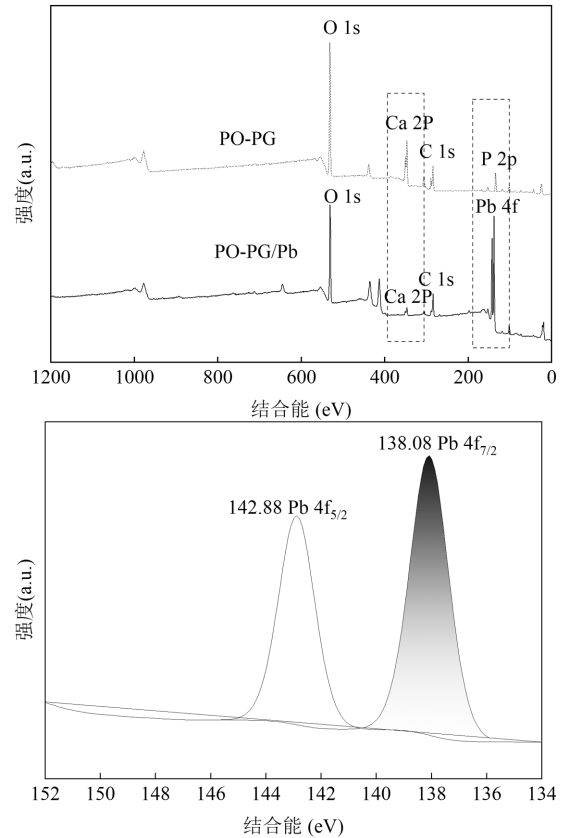 O 1s
Ca 2P
PO-PG
C 1s
P 2p
O 1s
Pb 4f
PO-PG/Pb
C 1s
Ca 2P
强度(a.u.)
1200 1000 800 600 400 200 0
结合能 (eV)
138.08 Pb 4f7/2
142.88 Pb 4f5/2
强度(a.u.)
152 150 148 146 144 142 140 138 136 134
结合能 (eV)